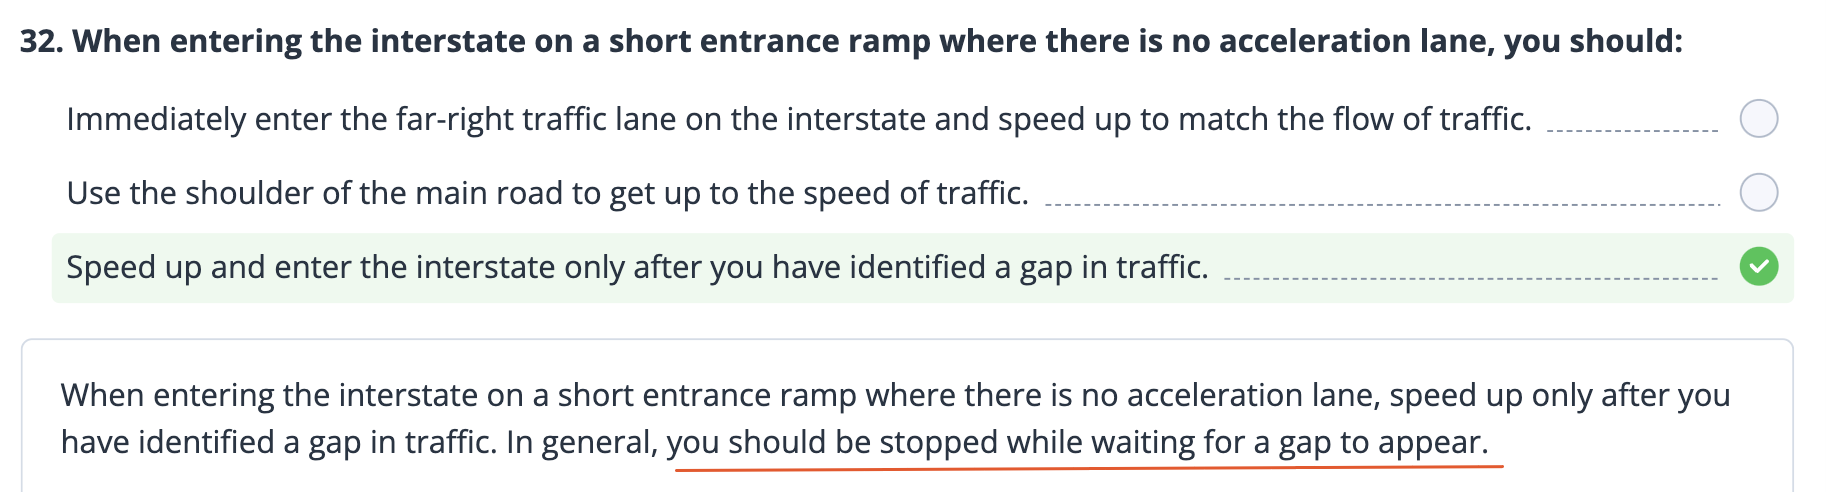 32. When entering the interstate on a short entrance ramp where there is no acceleration lane, you should:
Immediately enter the far-right traffic lane on the interstate and speed up to match the flow of traffic.
Use the shoulder of the main road to get up to the speed of traffic.
Speed up and enter the interstate only after you have identified a gap in traffic.
When entering the interstate on a short entrance ramp where there is no acceleration lane, speed up only after you
have identified a gap in traffic. In general, you should be stopped while waiting for a gap to appear.